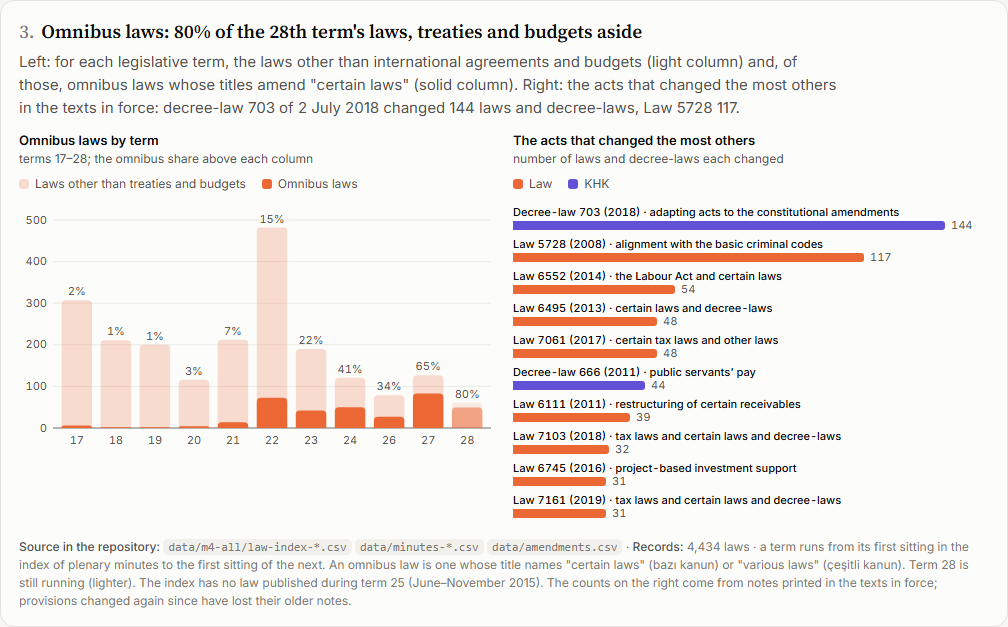 3. Omnibus laws: 80% of the 28th term's laws, treaties and budgets aside
Left: for each legislative term, the laws other than international agreements and budgets (light column) and, of
those, omnibus laws whose titles amend "certain laws" (solid column). Right: the acts that changed the most others
in the texts in force: decree-law 703 of 2 July 2018 changed 144 laws and decree-laws, Law 5728 117.
Omnibus laws by term
terms 17–28; the omnibus share above each column
Laws other than treaties and budgets
Omnibus laws
500
400
300
200
100
0
2%
1%
1%
3%
7%
15%
22%
41%
34%
65%
80%
17
18
19
20
21
22
23
24
26
27
28
The acts that changed the most others
number of laws and decree-laws each changed
Law
KHK
Decree-law 703 (2018) · adapting acts to the constitutional amendments
144
Law 5728 (2008) · alignment with the basic criminal codes
117
Law 6552 (2014) · the Labour Act and certain laws
54
Law 6495 (2013) · certain laws and decree-laws
48
Law 7061 (2017) · certain tax laws and other laws
48
Decree-law 666 (2011) · public servants' pay
44
Law 6111 (2011) · restructuring of certain receivables
39
Law 7103 (2018) · tax laws and certain laws and decree-laws
32
Law 6745 (2016) · project-based investment support
31
Law 7161 (2019) · tax laws and certain laws and decree-laws
31
Source in the repository: data/m4-all/law-index-*.csv data/minutes-*.csv data/amendments.csv · Records: 4,434 laws · a term runs from its first sitting in the
index of plenary minutes to the first sitting of the next. An omnibus law is one whose title names "certain laws" (bazı kanun) or "various laws" (çeşitli kanun). Term 28 is
still running (lighter). The index has no law published during term 25 (June–November 2015). The counts on the right come from notes printed in the texts in force;
provisions changed again since have lost their older notes.